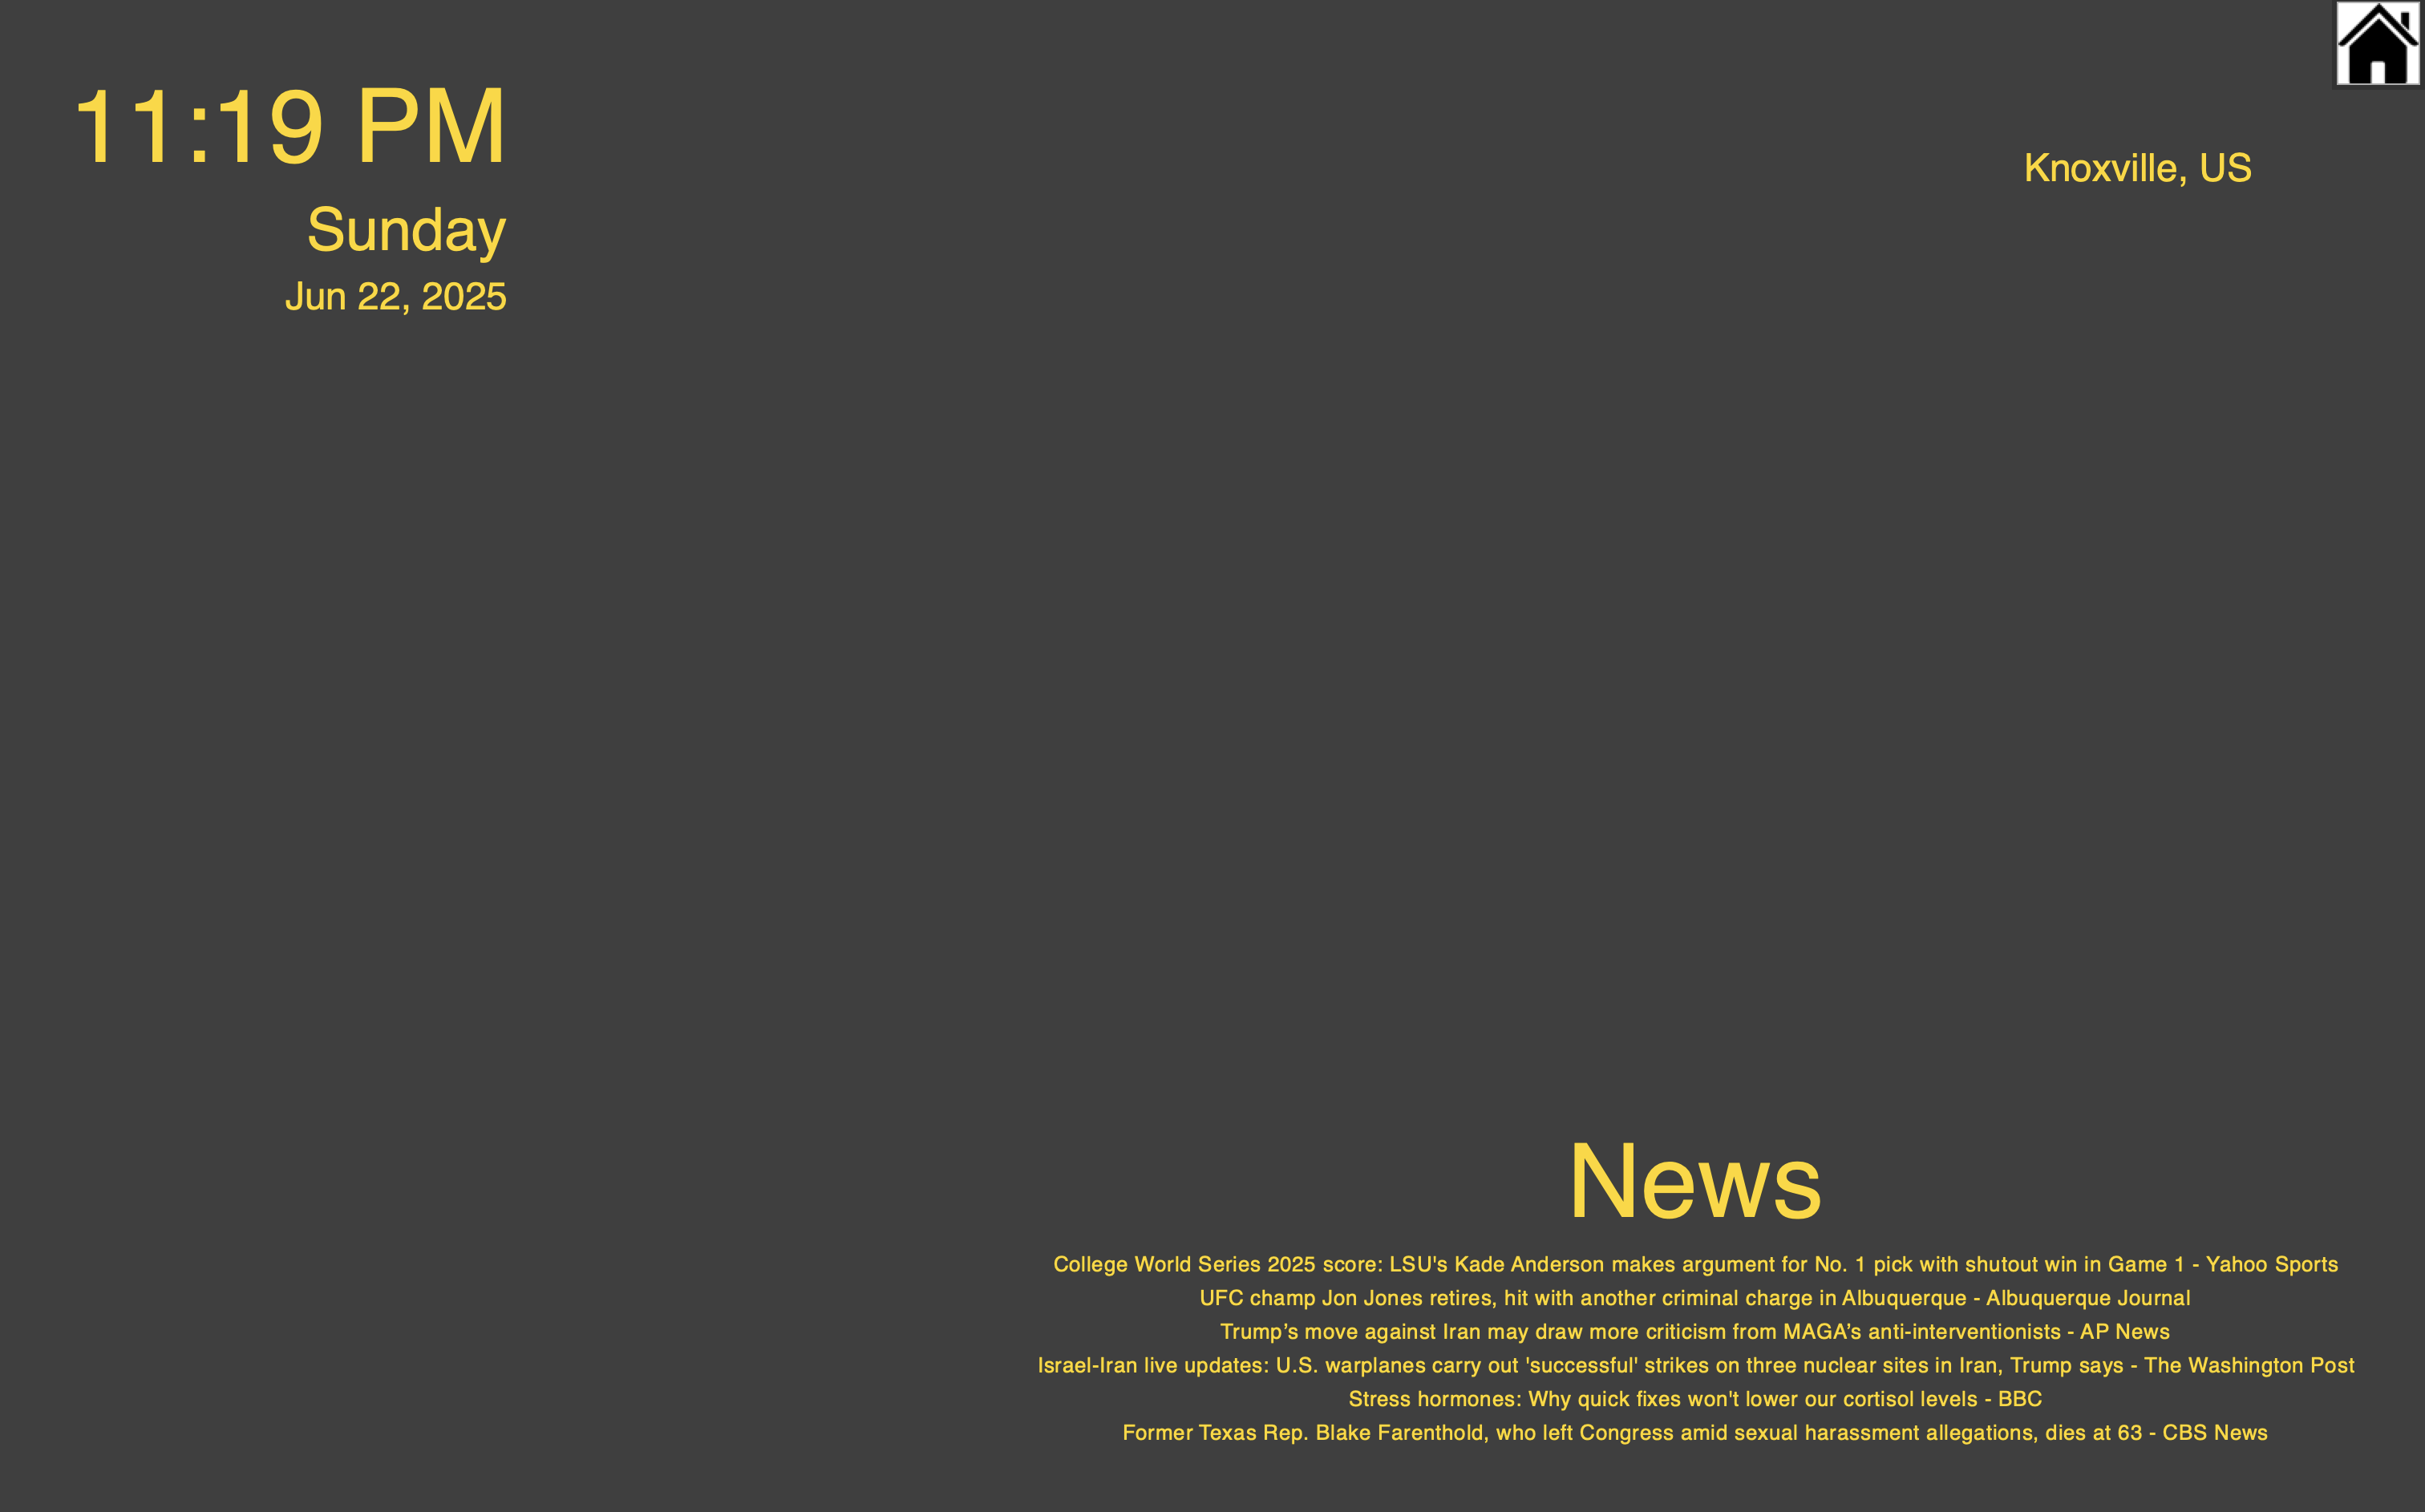 11:19 PM
Sunday
Jun 22, 2025
Knoxville, US
News
College World Series 2025 score: LSU's Kade Anderson makes argument for No. 1 pick with shutout win in Game 1 - Yahoo Sports
UFC champ Jon Jones retires, hit with another criminal charge in Albuquerque - Albuquerque Journal
Trump’s move against Iran may draw more criticism from MAGA’s anti-interventionists - AP News
Israel-Iran live updates: U.S. warplanes carry out 'successful' strikes on three nuclear sites in Iran, Trump says - The Washington Post
Stress hormones: Why quick fixes won't lower our cortisol levels - BBC
Former Texas Rep. Blake Farenthold, who left Congress amid sexual harassment allegations, dies at 63 - CBS News